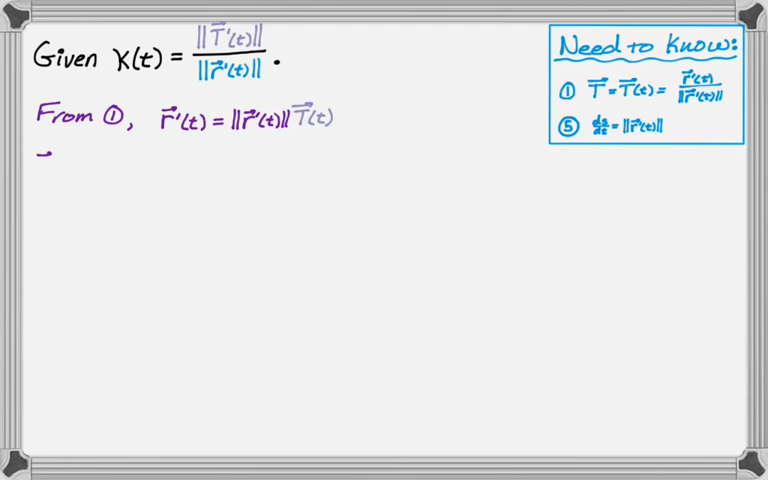 Given κ(t) = ||T⃗'(t)|| / ||r⃗'(t)|| .
From ①, r⃗'(t) = ||r⃗'(t)|| T⃗(t)
Need to Know:
① T⃗ = T⃗(t) = r⃗'(t) / ||r⃗'(t)||
⑤ ds/dt = ||r⃗'(t)||